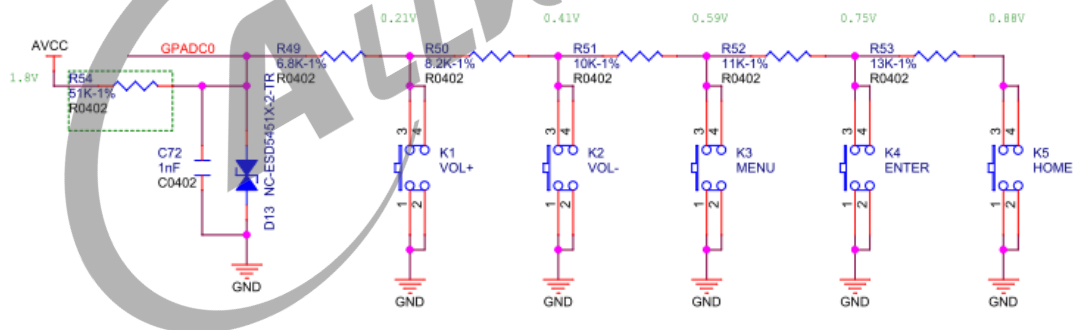 0.21V
0.41V
0.59V
0.75V
0.88V
AVCC
GPADC0
1.8V
R54
51K-1%
R0402
R49
6.8K-1%
R0402
R50
8.2K-1%
R0402
R51
10K-1%
R0402
R52
11K-1%
R0402
R53
13K-1%
R0402
C72
1nF
C0402
D13 NC-ESD5451X-2-TR
3
4
1
2
K1
VOL+
3
4
1
2
K2
VOL-
3
4
1
2
K3
MENU
3
4
1
2
K4
ENTER
3
4
1
2
K5
HOME
GND
GND
GND
GND
GND
GND